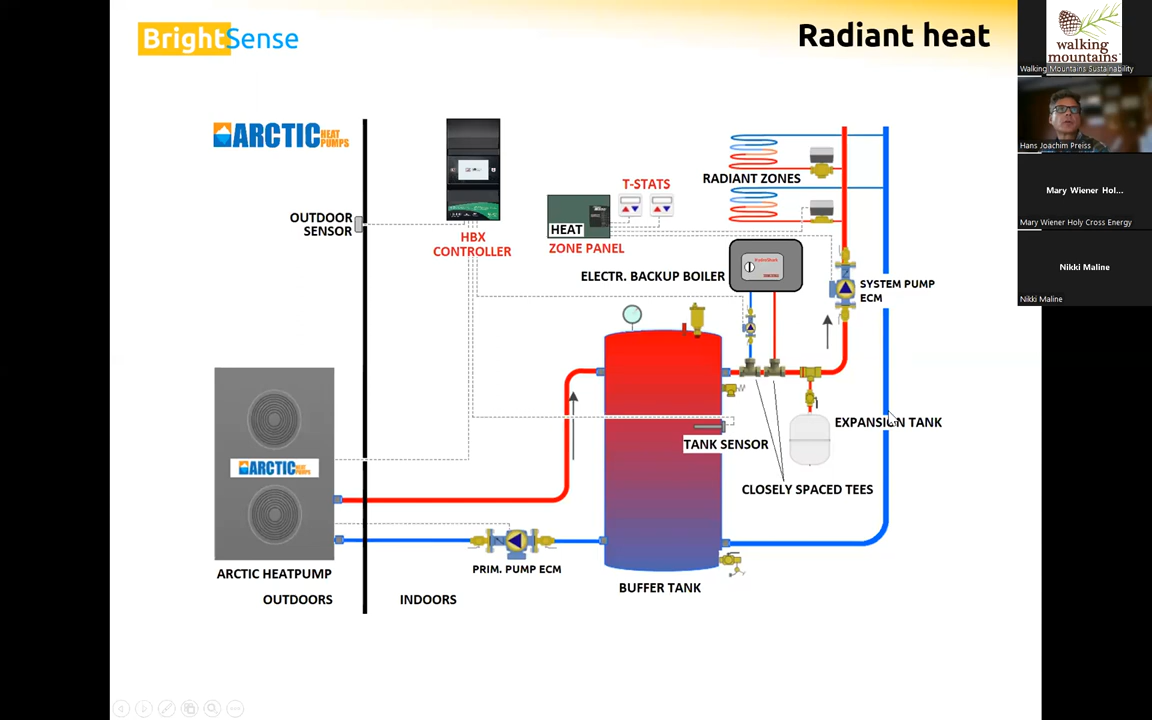 BrightSense
Radiant heat
walking
mountains
Walking Mountains Sustainability
Hans Joachim Preiss
Mary Wiener Hol...
Mary Wiener Holy Cross Energy
Nikki Maline
Nikki Maline
ARCTIC HEAT PUMPS
OUTDOOR
SENSOR
HBX
CONTROLLER
T-STATS
HEAT
ZONE PANEL
RADIANT ZONES
ELECTR. BACKUP BOILER
SYSTEM PUMP
ECM
EXPANSION TANK
TANK SENSOR
CLOSELY SPACED TEES
ARCTIC HEAT PUMPS
PRIM. PUMP ECM
BUFFER TANK
ARCTIC HEATPUMP
OUTDOORS
INDOORS